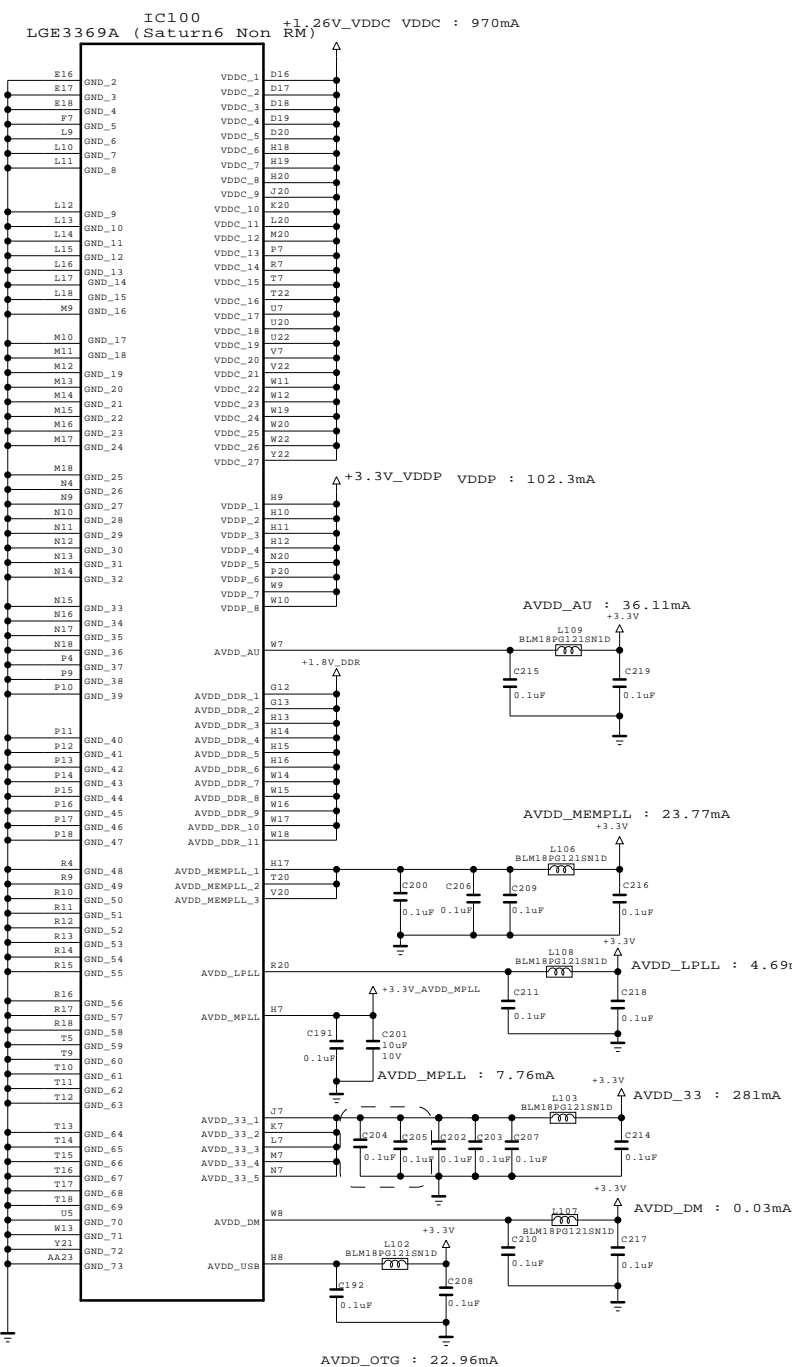 IC100
LGE3369A (Saturn6 Non RM)
+1.26V_VDDC VDDC : 970mA
E16 GND_2
E17 GND_3
E18 GND_4
F7 GND_5
L9 GND_6
L10 GND_7
L11 GND_8
L12 GND_9
L13 GND_10
L14 GND_11
L15 GND_12
L16 GND_13
L17 GND_14
L18 GND_15
M9 GND_16
M10 GND_17
M11 GND_18
M12 GND_19
M13 GND_20
M14 GND_21
M15 GND_22
M16 GND_23
M17 GND_24
M18 GND_25
N4 GND_26
N9 GND_27
N10 GND_28
N11 GND_29
N12 GND_30
N13 GND_31
N14 GND_32
N15 GND_33
N16 GND_34
N17 GND_35
N18 GND_36
P4 GND_37
P9 GND_38
P10 GND_39
P11 GND_40
P12 GND_41
P13 GND_42
P14 GND_43
P15 GND_44
P16 GND_45
P17 GND_46
P18 GND_47
R4 GND_48
R9 GND_49
R10 GND_50
R11 GND_51
R12 GND_52
R13 GND_53
R14 GND_54
R15 GND_55
R16 GND_56
R17 GND_57
R18 GND_58
T5 GND_59
T9 GND_60
T10 GND_61
T11 GND_62
T12 GND_63
T13 GND_64
T14 GND_65
T15 GND_66
T16 GND_67
T17 GND_68
T18 GND_69
U5 GND_70
W13 GND_71
Y21 GND_72
AA23 GND_73
VDDC_1 D16
VDDC_2 D17
VDDC_3 D18
VDDC_4 D19
VDDC_5 D20
VDDC_6 H18
VDDC_7 H19
VDDC_8 H20
VDDC_9 J20
VDDC_10 K20
VDDC_11 L20
VDDC_12 M20
VDDC_13 P7
VDDC_14 R7
VDDC_15 T7
VDDC_16 T22
VDDC_17 U7
VDDC_18 U20
VDDC_19 U22
VDDC_20 V7
VDDC_21 V22
VDDC_22 W11
VDDC_23 W12
VDDC_24 W19
VDDC_25 W20
VDDC_26 W22
VDDC_27 Y22
+3.3V_VDDP VDDP : 102.3mA
VDDP_1 H9
VDDP_2 H10
VDDP_3 H11
VDDP_4 H12
VDDP_5 N20
VDDP_6 P20
VDDP_7 W9
VDDP_8 W10
AVDD_AU : 36.11mA
+3.3V
L109
BLM18PG121SN1D
AVDD_AU W7
C215
0.1uF
C219
0.1uF
+1.8V_DDR
AVDD_DDR_1 G12
AVDD_DDR_2 G13
AVDD_DDR_3 H13
AVDD_DDR_4 H14
AVDD_DDR_5 H15
AVDD_DDR_6 H16
AVDD_DDR_7 W14
AVDD_DDR_8 W15
AVDD_DDR_9 W16
AVDD_DDR_10 W17
AVDD_DDR_11 W18
AVDD_MEMPLL : 23.77mA
+3.3V
L106
BLM18PG121SN1D
AVDD_MEMPLL_1 H17
AVDD_MEMPLL_2 T20
AVDD_MEMPLL_3 V20
C200
0.1uF
C206
0.1uF
C209
0.1uF
C216
0.1uF
+3.3V
L108
BLM18PG121SN1D
AVDD_LPLL : 4.69
AVDD_LPLL R20
C211
0.1uF
C218
0.1uF
+3.3V_AVDD_MPLL
AVDD_MPLL H7
C191
0.1uF
C201
10uF
10V
AVDD_MPLL : 7.76mA
+3.3V
L103
BLM18PG121SN1D
AVDD_33 : 281mA
AVDD_33_1 J7
AVDD_33_2 K7
AVDD_33_3 L7
AVDD_33_4 M7
AVDD_33_5 N7
C204
0.1uF
C205
0.1uF
C202
0.1uF
C203
0.1uF
C207
0.1uF
C214
0.1uF
+3.3V
L107
BLM18PG121SN1D
AVDD_DM : 0.03mA
AVDD_DM W8
C210
0.1uF
C217
0.1uF
+3.3V
L102
BLM18PG121SN1D
AVDD_USB H8
C192
0.1uF
C208
0.1uF
AVDD_OTG : 22.96mA